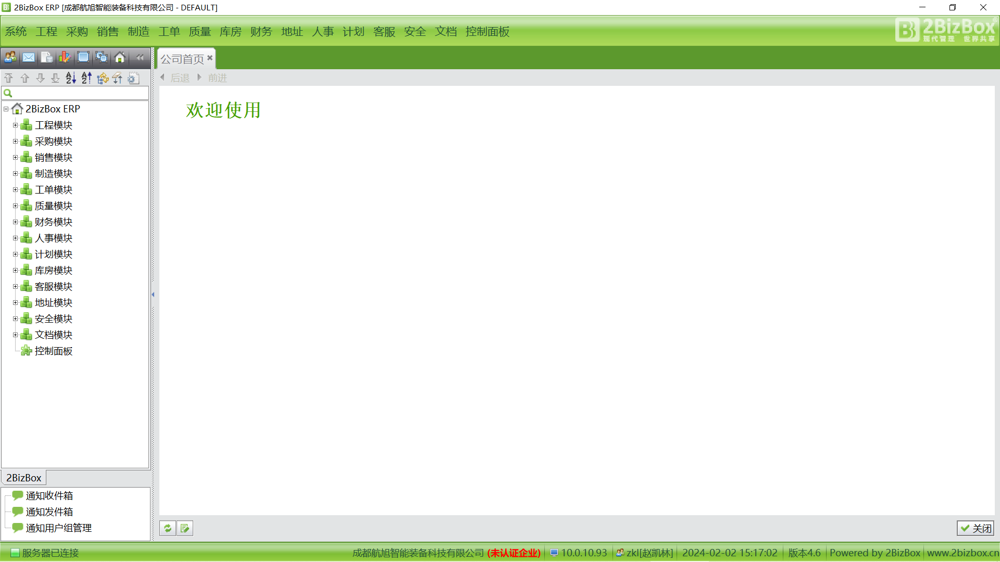 2BizBox ERP [成都航旭智能装备科技有限公司 - DEFAULT]
系统 工程 采购 销售 制造 工单 质量 库房 财务 地址 人事 计划 客服 安全 文档 控制面板
2BizBox®
现代管理 世界共享
公司首页
后退 前进
欢迎使用
2BizBox ERP
工程模块
采购模块
销售模块
制造模块
工单模块
质量模块
财务模块
人事模块
计划模块
库房模块
客服模块
地址模块
安全模块
文档模块
控制面板
2BizBox
通知收件箱
通知发件箱
通知用户组管理
关闭
服务器已连接 成都航旭智能装备科技有限公司 (未认证企业) 10.0.10.93 zkl[赵凯林] 2024-02-02 15:17:02 版本4.6 Powered by 2BizBox www.2bizbox.cn